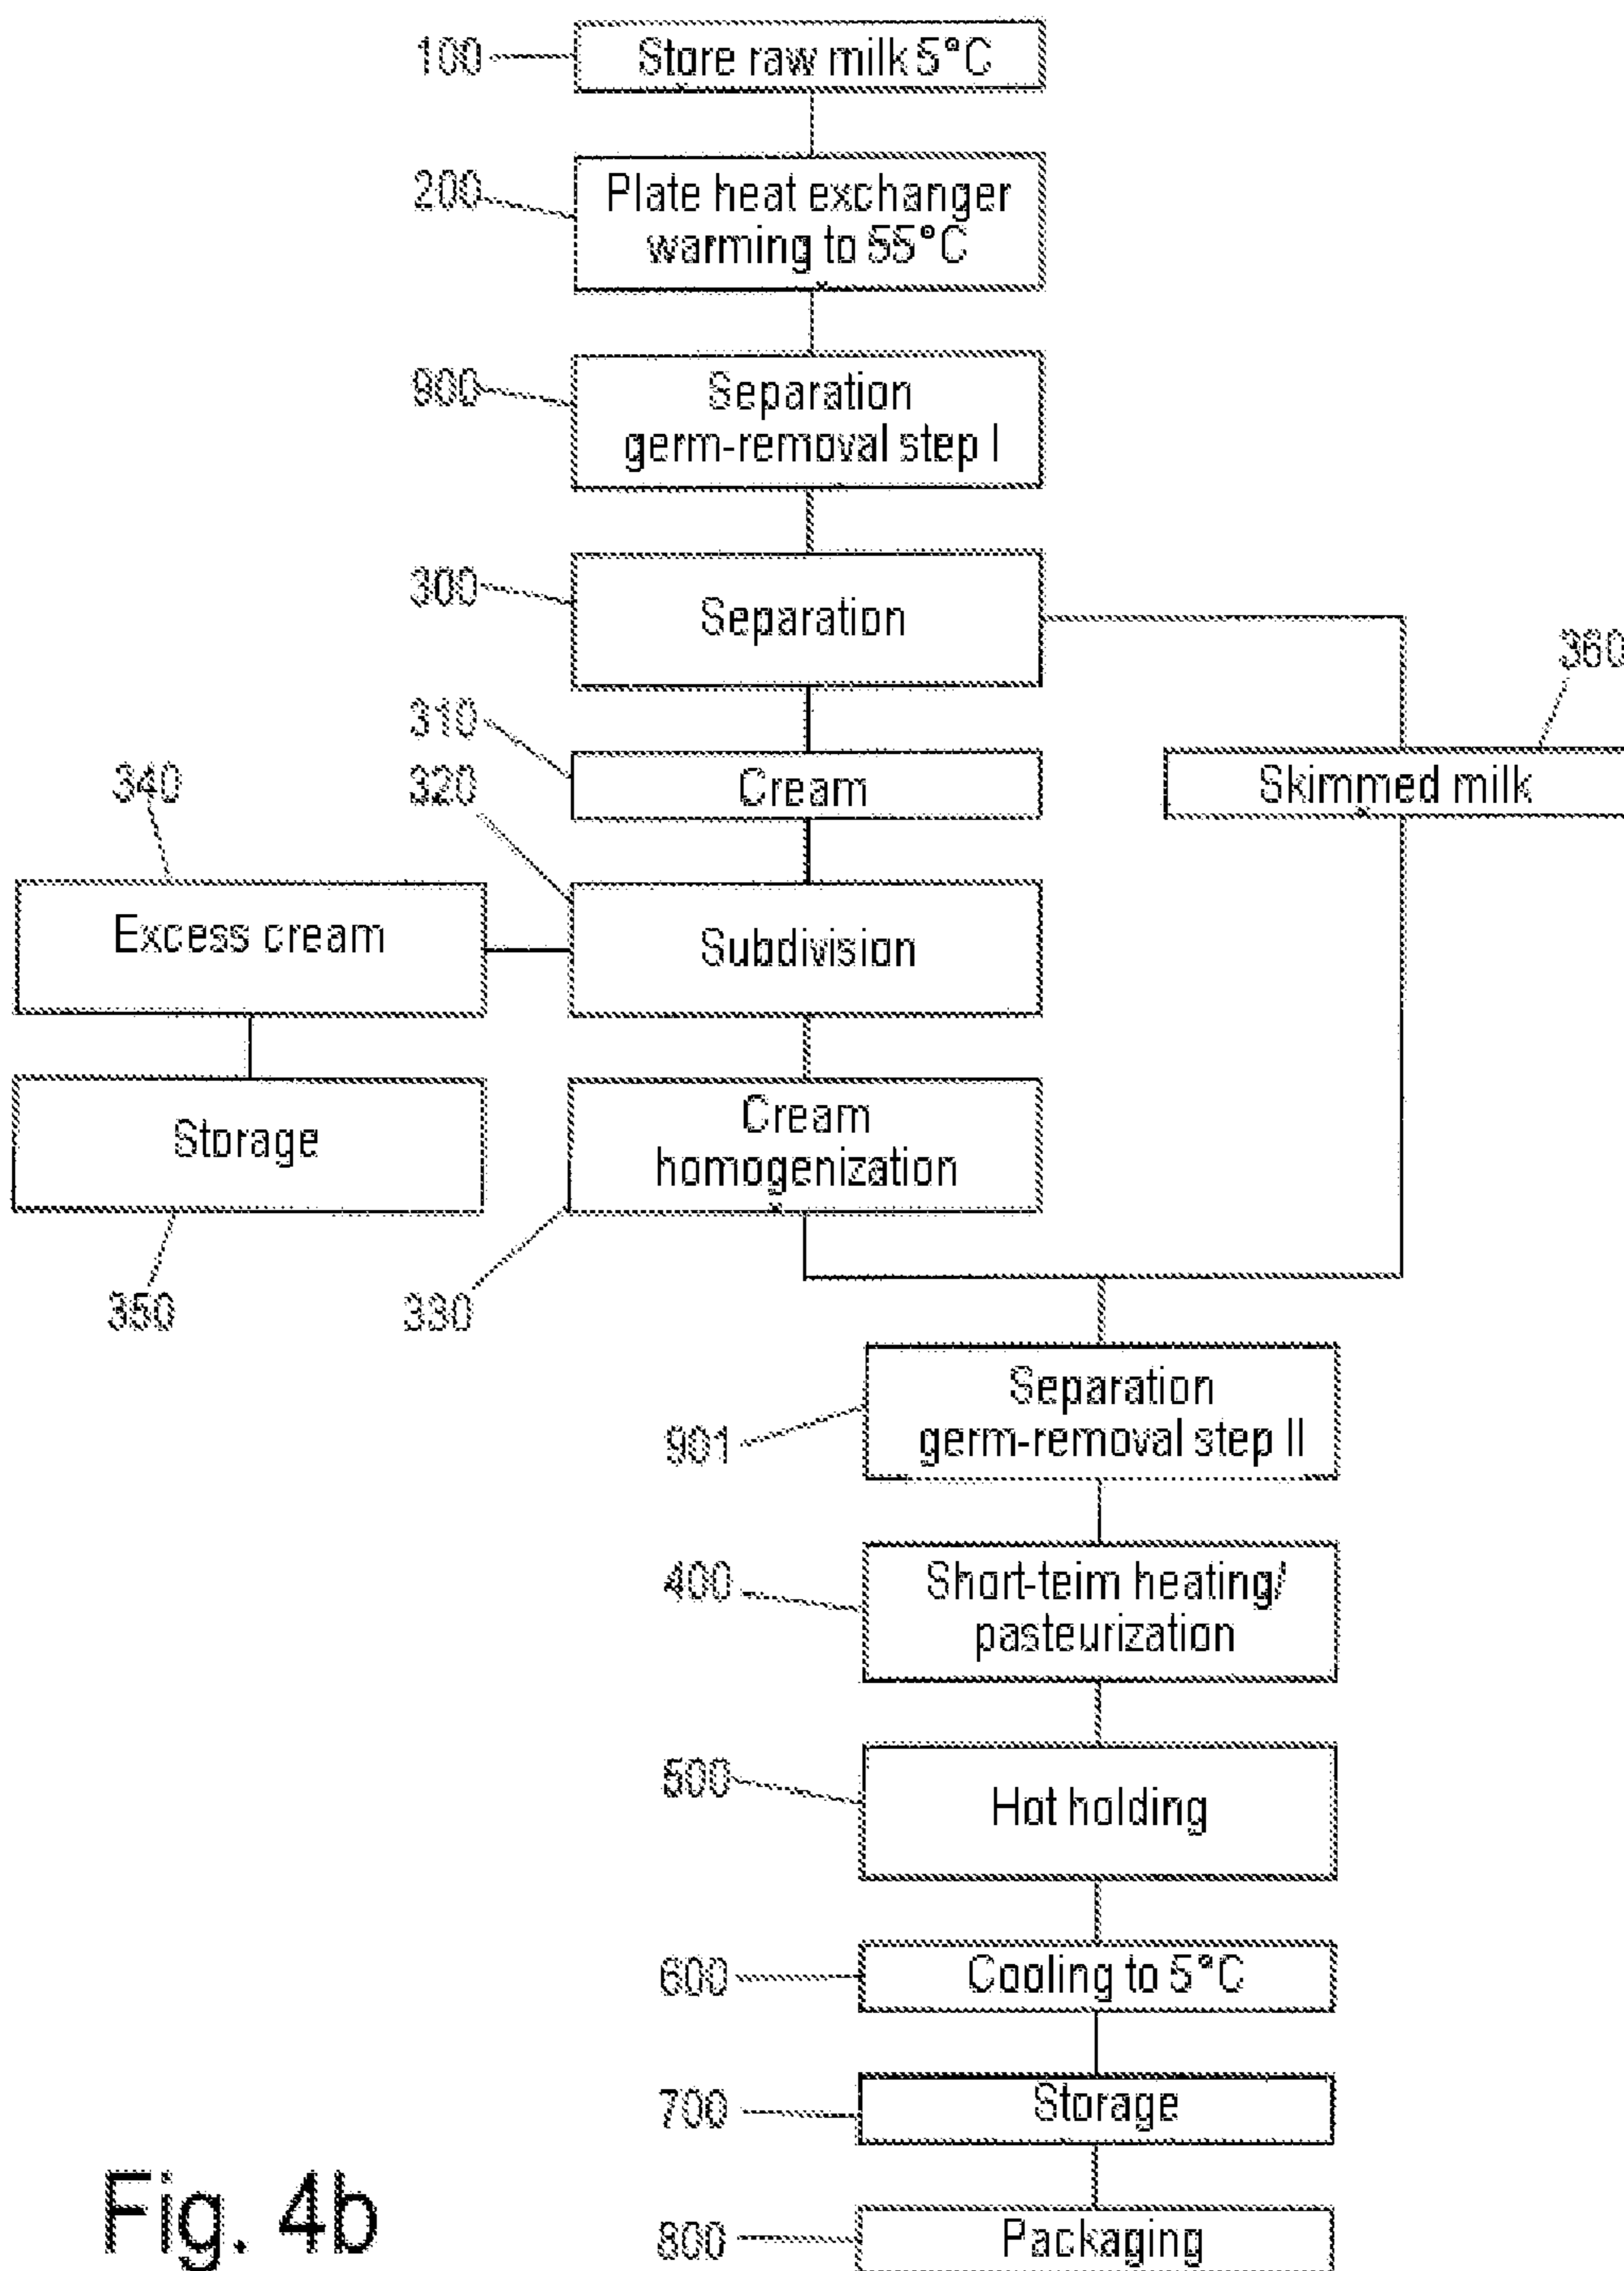 100
Store raw milk 5°C
200
Plate heat exchanger
warming to 55°C
900
Separation
germ-removal step I
300
Separation
360
310
Cream
Skimmed milk
340
320
Excess cream
Subdivision
Storage
Cream
homogenization
350
330
Separation
germ-removal step II
901
400
Short-teim heating/
pasteurization
500
Hot holding
600
Cooling to 5°C
700
Storage
Fig. 4b
800
Packaging